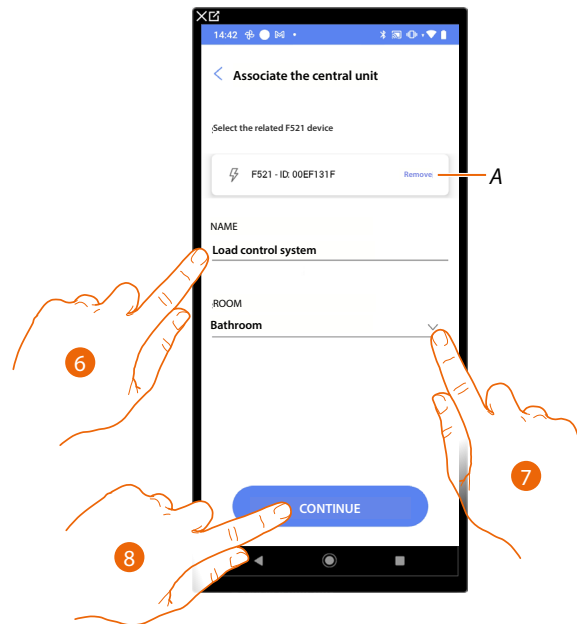 14:42
Associate the central unit
Select the related F521 device
F521 - ID: 00EF131F
Remove
A
NAME
Load control system
ROOM
Bathroom
6
7
CONTINUE
8